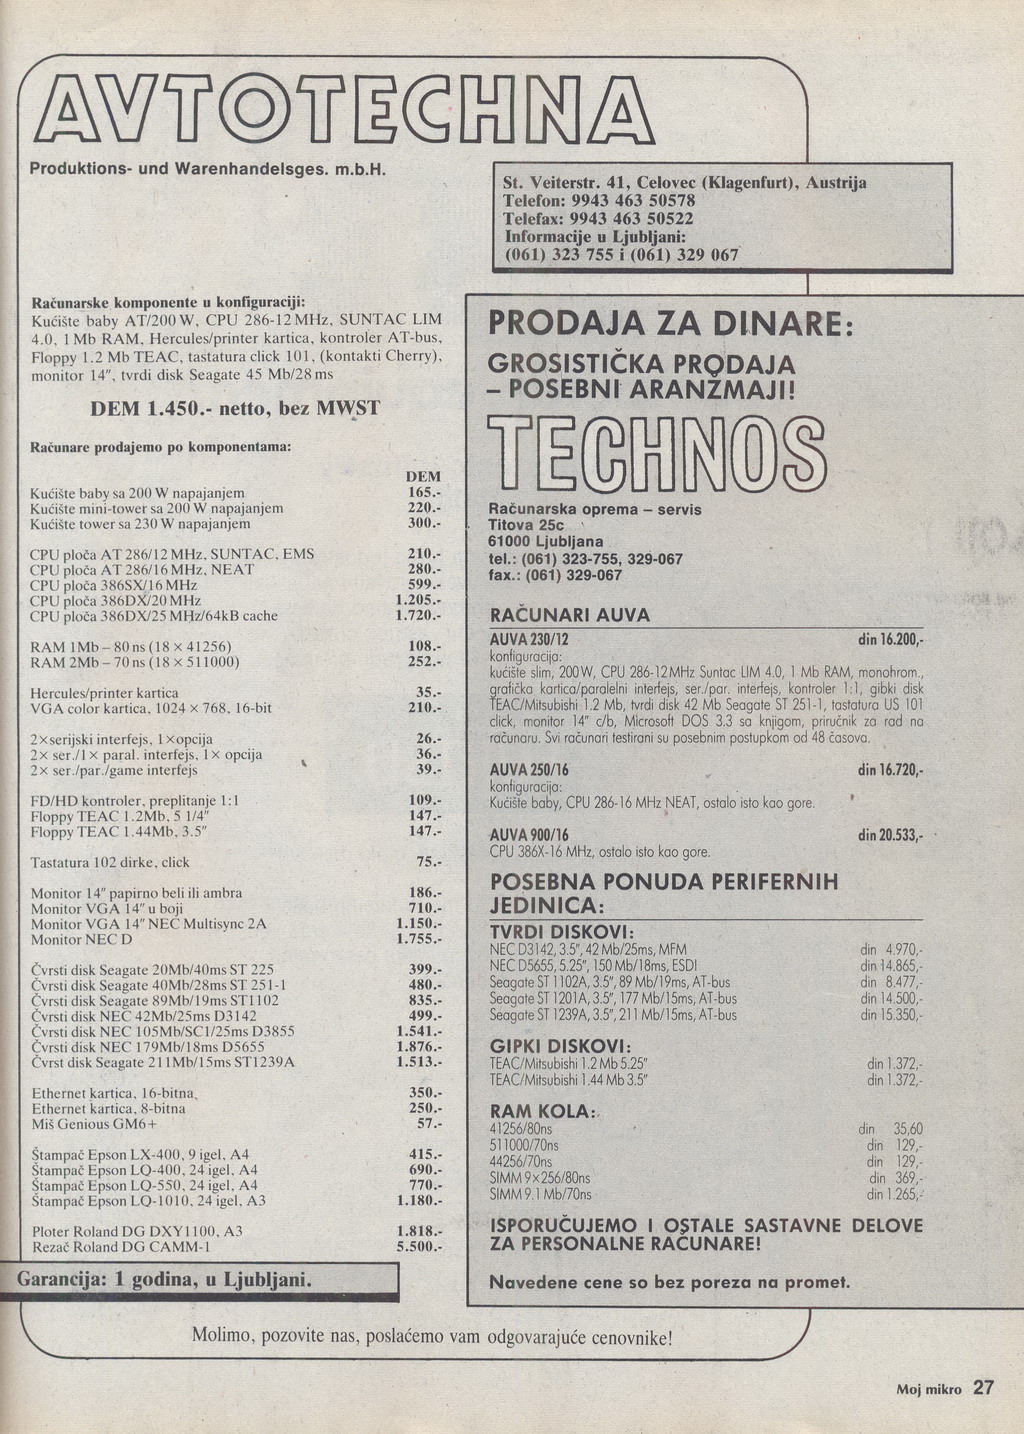 AVTOTECHNA
Produktions- und Warenhandelsges. m.b.H.
St. Veiterstr. 41, Celovec (Klagenfurt), Austrija
Telefon: 9943 463 50578
Telefax: 9943 463 50522
Informacije u Ljubljani:
(061) 323 755 i (061) 329 067
Računarske komponente u konfiguraciji:
Kućište baby AT/200 W, CPU 286-12 MHz, SUNTAC LIM
4.0, 1 Mb RAM, Hercules/printer kartica, kontroler AT-bus,
Floppy 1.2 Mb TEAC, tastatura click 101, (kontakti Cherry),
monitor 14", tvrdi disk Seagate 45 Mb/28 ms
DEM 1.450.- netto, bez MWST
Računare prodajemo po komponentama:
DEM
Kućište baby sa 200 W napajanjem 165.-
Kućište mini-tower sa 200 W napajanjem 220.-
Kućište tower sa 230 W napajanjem 300.-
CPU ploča AT 286/12 MHz, SUNTAC, EMS 210.-
CPU ploča AT 286/16 MHz, NEAT 280.-
CPU ploča 386SX/16 MHz 599.-
CPU ploča 386DX/20 MHz 1.205.-
CPU ploča 386DX/25 MHz/64kB cache 1.720.-
RAM 1Mb – 80 ns (18 × 41256) 108.-
RAM 2Mb – 70 ns (18 × 511000) 252.-
Hercules/printer kartica 35.-
VGA color kartica, 1024 × 768, 16-bit 210.-
2×serijski interfejs, 1×opcija 26.-
2× ser./1× paral. interfejs, 1× opcija 36.-
2× ser./par./game interfejs 39.-
FD/HD kontroler, preplitanje 1:1 109.-
Floppy TEAC 1.2Mb, 5 1/4" 147.-
Floppy TEAC 1.44Mb, 3.5" 147.-
Tastatura 102 dirke, click 75.-
Monitor 14" papirno beli ili ambra 186.-
Monitor VGA 14" u boji 710.-
Monitor VGA 14" NEC Multisync 2A 1.150.-
Monitor NEC D 1.755.-
Čvrsti disk Seagate 20Mb/40ms ST 225 399.-
Čvrsti disk Seagate 40Mb/28ms ST 251-1 480.-
Čvrsti disk Seagate 89Mb/19ms ST1102 835.-
Čvrsti disk NEC 42Mb/25ms D3142 499.-
Čvrsti disk NEC 105Mb/SC1/25ms D3855 1.541.-
Čvrsti disk NEC 179Mb/18ms D5655 1.876.-
Čvrst disk Seagate 211Mb/15ms ST1239A 1.513.-
Ethernet kartica, 16-bitna 350.-
Ethernet kartica, 8-bitna 250.-
Miš Genious GM6+ 57.-
Štampač Epson LX-400, 9 igel, A4 415.-
Štampač Epson LQ-400, 24 igel, A4 690.-
Štampač Epson LQ-550, 24 igel, A4 770.-
Štampač Epson LQ-1010, 24 igel, A3 1.180.-
Ploter Roland DG DXY1100, A3 1.818.-
Rezač Roland DG CAMM-1 5.500.-
Garancija: 1 godina, u Ljubljani.
PRODAJA ZA DINARE:
GROSISTIČKA PRODAJA
– POSEBNI ARANŽMAJI!
TECHNOS
Računarska oprema – servis
Titova 25c
61000 Ljubljana
tel.: (061) 323-755, 329-067
fax.: (061) 329-067
RAČUNARI AUVA
AUVA 230/12 din 16.200,-
konfiguracija:
kućište slim, 200W, CPU 286-12MHz Suntac LIM 4.0, 1 Mb RAM, monohrom.,
grafička kartica/paralelni interfejs, ser./par. interfejs, kontroler 1:1, gibki disk
TEAC/Mitsubishi 1.2 Mb, tvrdi disk 42 Mb Seagate ST 251-1, tastatura US 101
click, monitor 14" c/b, Microsoft DOS 3.3 sa knjigom, priručnik za rad na
računaru. Svi računari testirani su posebnim postupkom od 48 časova.
AUVA 250/16 din 16.720,-
konfiguracija:
Kućište baby, CPU 286-16 MHz NEAT, ostalo isto kao gore.
AUVA 900/16 din 20.533,-
CPU 386X-16 MHz, ostalo isto kao gore.
POSEBNA PONUDA PERIFERNIH
JEDINICA:
TVRDI DISKOVI:
NEC D3142, 3.5", 42 Mb/25ms, MFM din 4.970,-
NEC D5655, 5.25", 150 Mb/18ms, ESDI din 14.865,-
Seagate ST 1102A, 3.5", 89 Mb/19ms, AT-bus din 8.477,-
Seagate ST 1201A, 3.5", 177 Mb/15ms, AT-bus din 14.500,-
Seagate ST 1239A, 3.5", 211 Mb/15ms, AT-bus din 15.350,-
GIPKI DISKOVI:
TEAC/Mitsubishi 1.2 Mb 5.25" din 1.372,-
TEAC/Mitsubishi 1.44 Mb 3.5" din 1.372,-
RAM KOLA:
41256/80ns din 35,60
511000/70ns din 129,-
44256/70ns din 129,-
SIMM 9×256/80ns din 369,-
SIMM 9.1 Mb/70ns din 1.265,-
ISPORUČUJEMO I OSTALE SASTAVNE DELOVE
ZA PERSONALNE RAČUNARE!
Navedene cene so bez poreza na promet.
Molimo, pozovite nas, poslaćemo vam odgovarajuće cenovnike!
Moj mikro 27